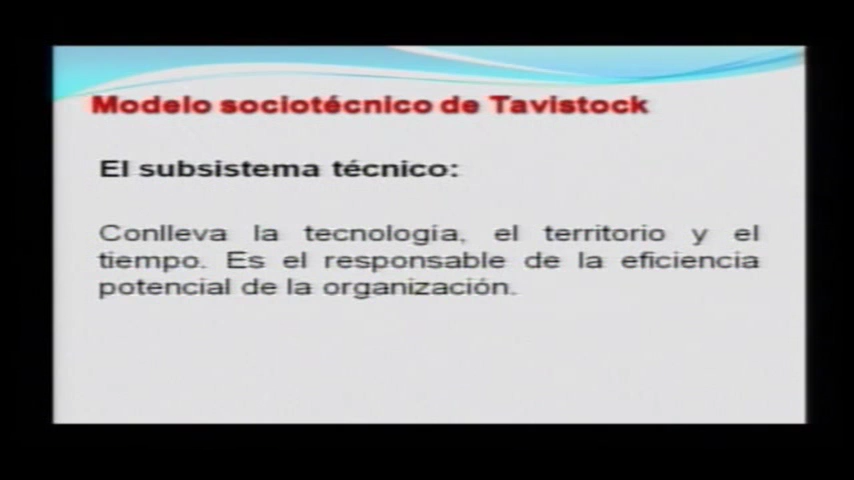 Modelo sociotécnico de Tavistock
El subsistema técnico:
Conlleva la tecnología, el territorio y el
tiempo. Es el responsable de la eficiencia
potencial de la organización.